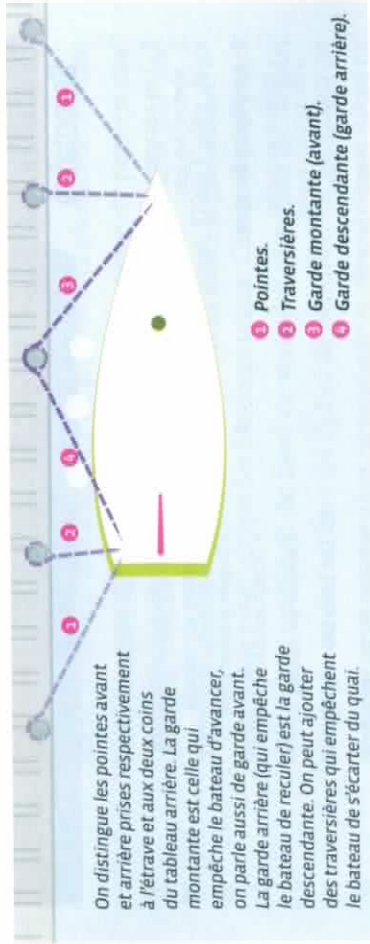 On distingue les pointes avant
et arrière prises respectivement
à l'étrave et aux deux coins
du tableau arrière. La garde
montante est celle qui
empêche le bateau d'avancer,
on parle aussi de garde avant.
La garde arrière (qui empêche
le bateau de reculer) est la garde
descendante. On peut ajouter
des traversières qui empêchent
le bateau de s'écarter du quai.
1 2 4 3 2 1
1 Pointes.
2 Traversières.
3 Garde montante (avant).
4 Garde descendante (garde arrière).